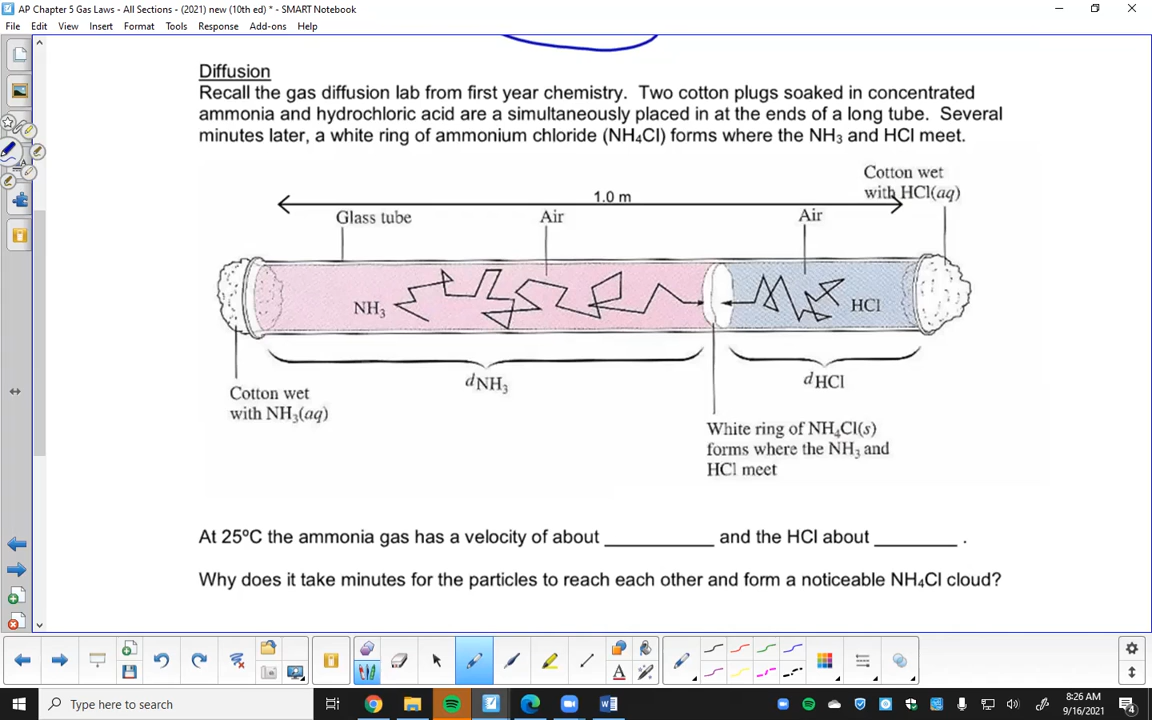 AP Chapter 5 Gas Laws - All Sections - (2021) new (10th ed) * - SMART Notebook
File Edit View Insert Format Tools Response Add-ons Help
Diffusion
Recall the gas diffusion lab from first year chemistry. Two cotton plugs soaked in concentrated
ammonia and hydrochloric acid are a simultaneously placed in at the ends of a long tube. Several
minutes later, a white ring of ammonium chloride (NH₄Cl) forms where the NH₃ and HCl meet.
Cotton wet
with HCl(aq)
1.0 m
Glass tube
Air
Air
NH₃
HCl
dNH₃
dHCl
Cotton wet
with NH₃(aq)
White ring of NH₄Cl(s)
forms where the NH₃ and
HCl meet
At 25ºC the ammonia gas has a velocity of about __________ and the HCl about ________ .
Why does it take minutes for the particles to reach each other and form a noticeable NH₄Cl cloud?
Type here to search
8:26 AM
9/16/2021
4